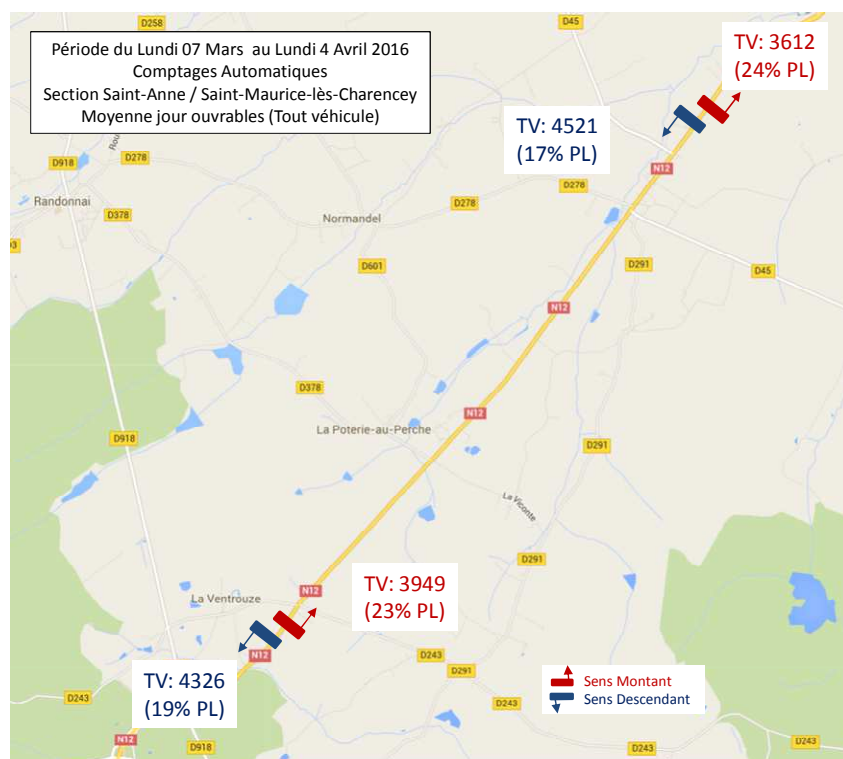 Période du Lundi 07 Mars au Lundi 4 Avril 2016
Comptages Automatiques
Section Saint-Anne / Saint-Maurice-lès-Charencey
Moyenne jour ouvrables (Tout véhicule)
D258
D45
TV: 3612
(24% PL)
TV: 4521
(17% PL)
D918
D278
N12
D278
Randonnai
D378
Normandel
D278
D601
D291
D45
N12
D378
N12
La Poterie-au-Perche
D918
D291
La Viconte
D291
N12
La Ventrouze
TV: 3949
(23% PL)
N12
D243
D291
TV: 4326
(19% PL)
Sens Montant
Sens Descendant
D243
D243
N12
D918
D243
D243